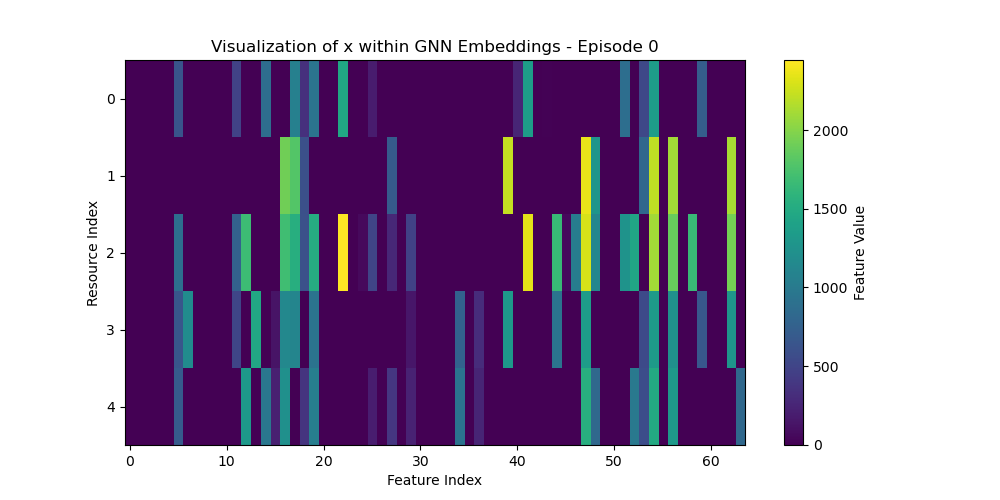 Visualization of x within GNN Embeddings - Episode 0
Resource Index
0
1
2
3
4
0 10 20 30 40 50 60
Feature Index
2000
1500
1000
500
0
Feature Value